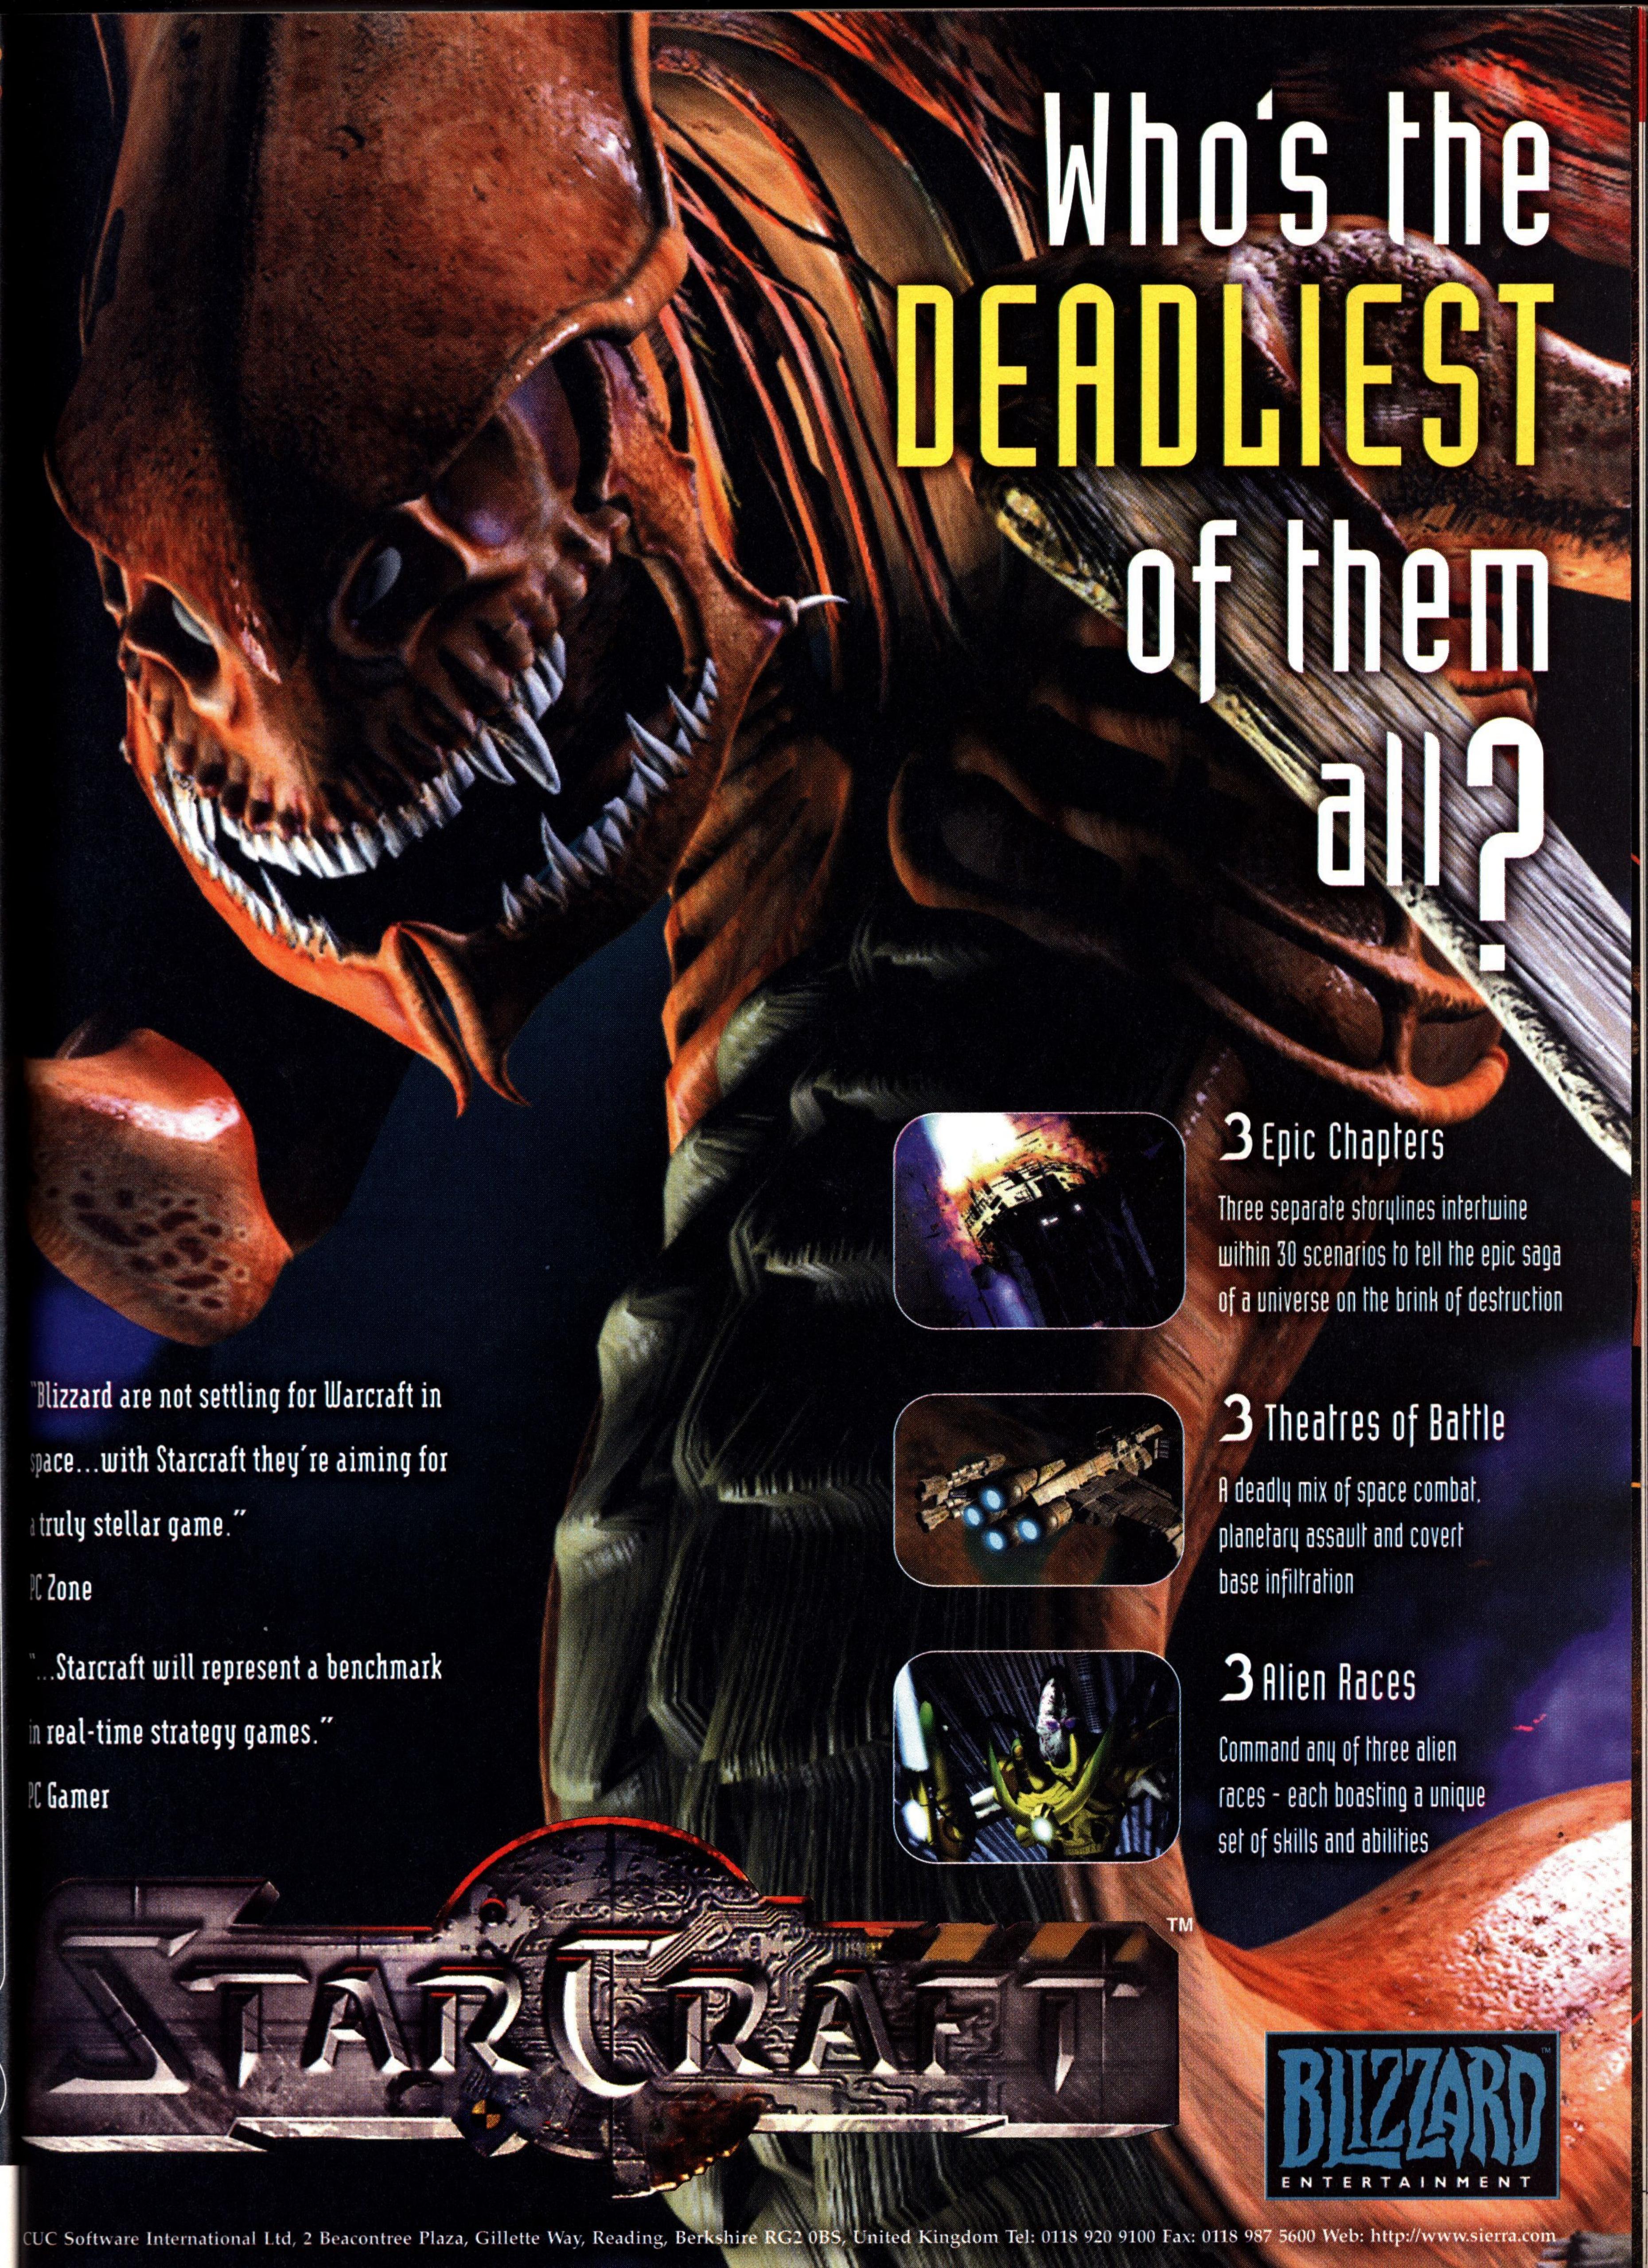 Who's the
DEADLIEST
of them
all?
3 Epic Chapters
Three separate storylines intertwine
within 30 scenarios to tell the epic saga
of a universe on the brink of destruction
3 Theatres of Battle
A deadly mix of space combat,
planetary assault and covert
base infiltration
3 Alien Races
Command any of three alien
races - each boasting a unique
set of skills and abilities
"Blizzard are not settling for Warcraft in
space...with Starcraft they're aiming for
a truly stellar game."
PC Zone
"...Starcraft will represent a benchmark
in real-time strategy games."
PC Gamer
STARCRAFT TM
BLIZZARD TM
ENTERTAINMENT
CUC Software International Ltd, 2 Beacontree Plaza, Gillette Way, Reading, Berkshire RG2 0BS, United Kingdom Tel: 0118 920 9100 Fax: 0118 987 5600 Web: http://www.sierra.com